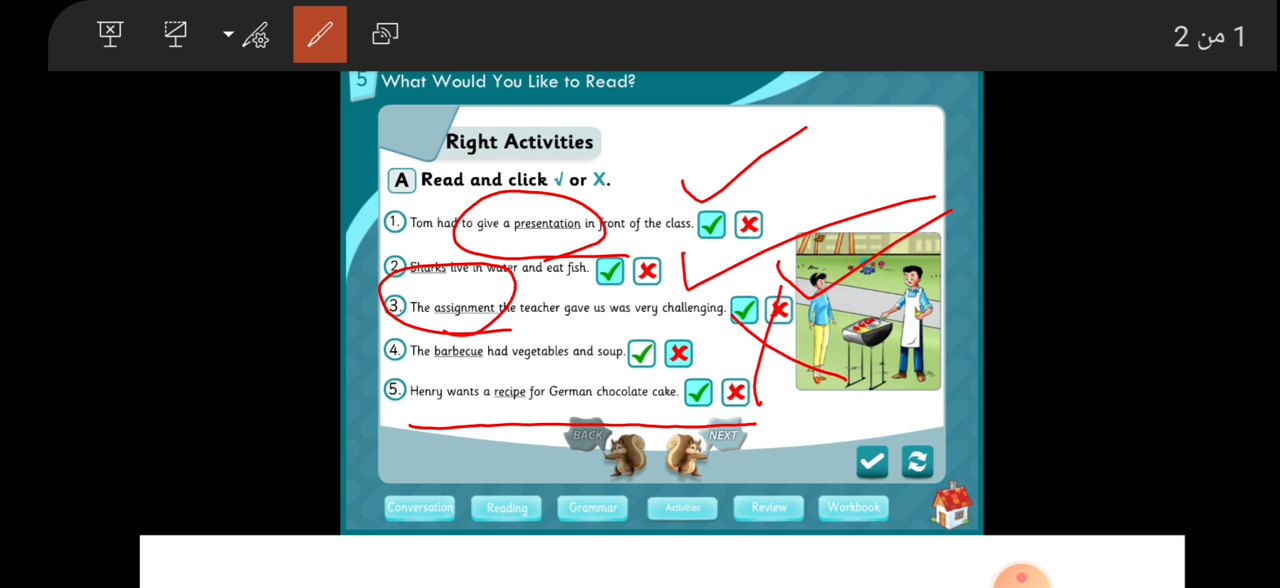 1 من 2
5 What Would You Like to Read?
Right Activities
A Read and click √ or X.
1. Tom had to give a presentation in front of the class.
2. Sharks live in water and eat fish.
3. The assignment the teacher gave us was very challenging.
4. The barbecue had vegetables and soup.
5. Henry wants a recipe for German chocolate cake.
BACK NEXT
Conversation Reading Grammar Activities Review Workbook